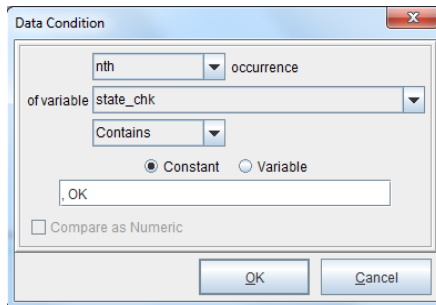 Data Condition
x
nth occurrence
of variable state_chk
Contains
Constant Variable
, OK
Compare as Numeric
OK Cancel